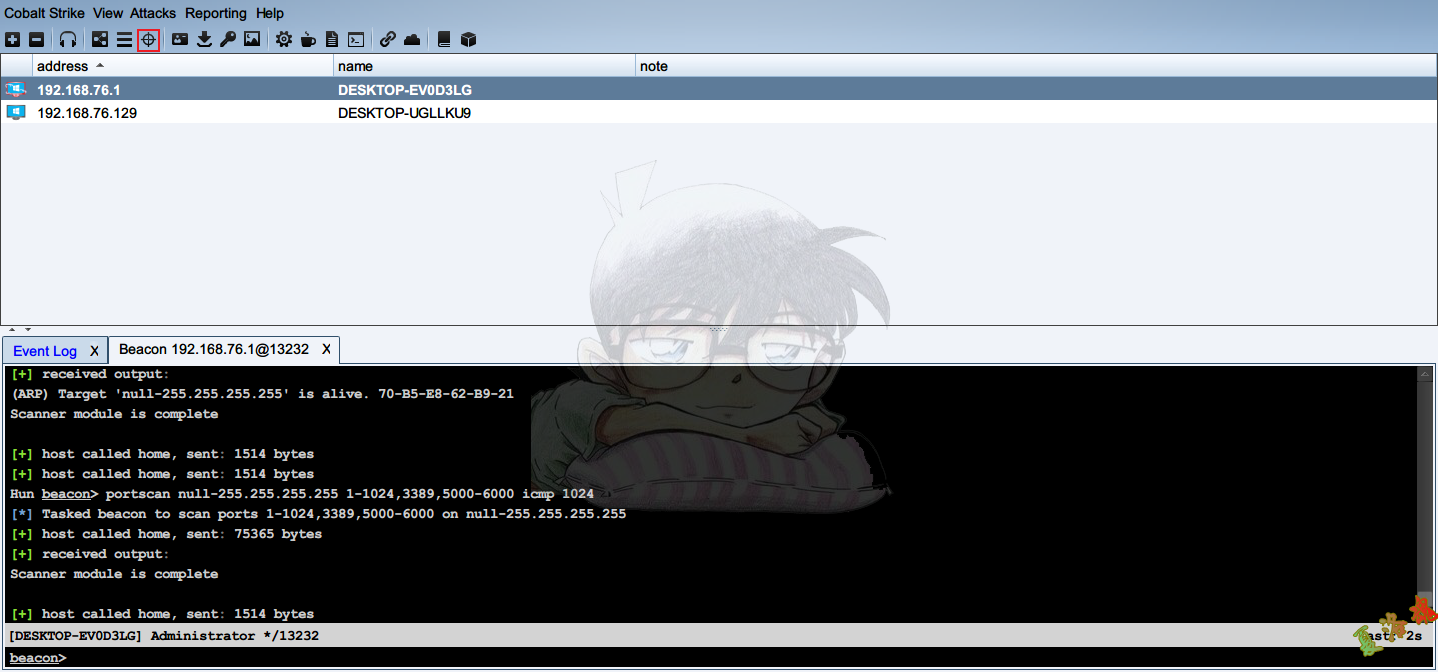 Cobalt Strike View Attacks Reporting Help
address name note
192.168.76.1 DESKTOP-EV0D3LG
192.168.76.129 DESKTOP-UGLLKU9
Event Log X Beacon 192.168.76.1@13232 X
[+] received output:
(ARP) Target 'null-255.255.255.255' is alive. 70-B5-E8-62-B9-21
Scanner module is complete
[+] host called home, sent: 1514 bytes
[+] host called home, sent: 1514 bytes
Hun beacon> portscan null-255.255.255.255 1-1024,3389,5000-6000 icmp 1024
[*] Tasked beacon to scan ports 1-1024,3389,5000-6000 on null-255.255.255.255
[+] host called home, sent: 75365 bytes
[+] received output:
Scanner module is complete
[+] host called home, sent: 1514 bytes
[DESKTOP-EV0D3LG] Administrator */13232 2s
beacon>